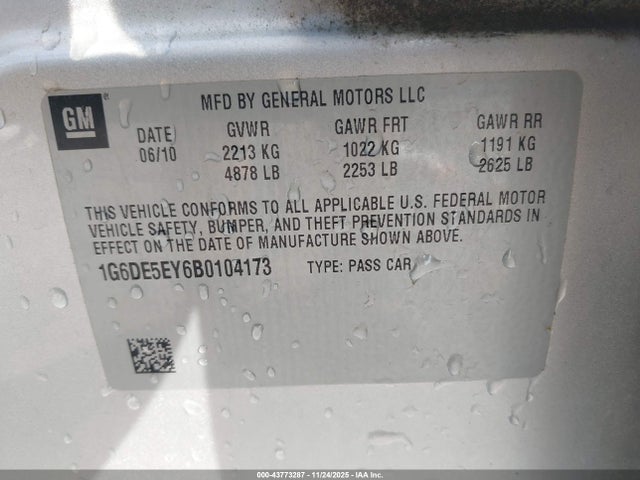 GM
MFD BY GENERAL MOTORS LLC
DATE GVWR GAWR FRT GAWR RR
06/10 2213 KG 1022 KG 1191 KG
4878 LB 2253 LB 2625 LB
THIS VEHICLE CONFORMS TO ALL APPLICABLE U.S. FEDERAL MOTOR
VEHICLE SAFETY, BUMPER, AND THEFT PREVENTION STANDARDS IN
EFFECT ON THE DATE OF MANUFACTURE SHOWN ABOVE.
1G6DE5EY6B0104173 TYPE: PASS CAR
000-43773287 - 11/24/2025 - IAAC.com